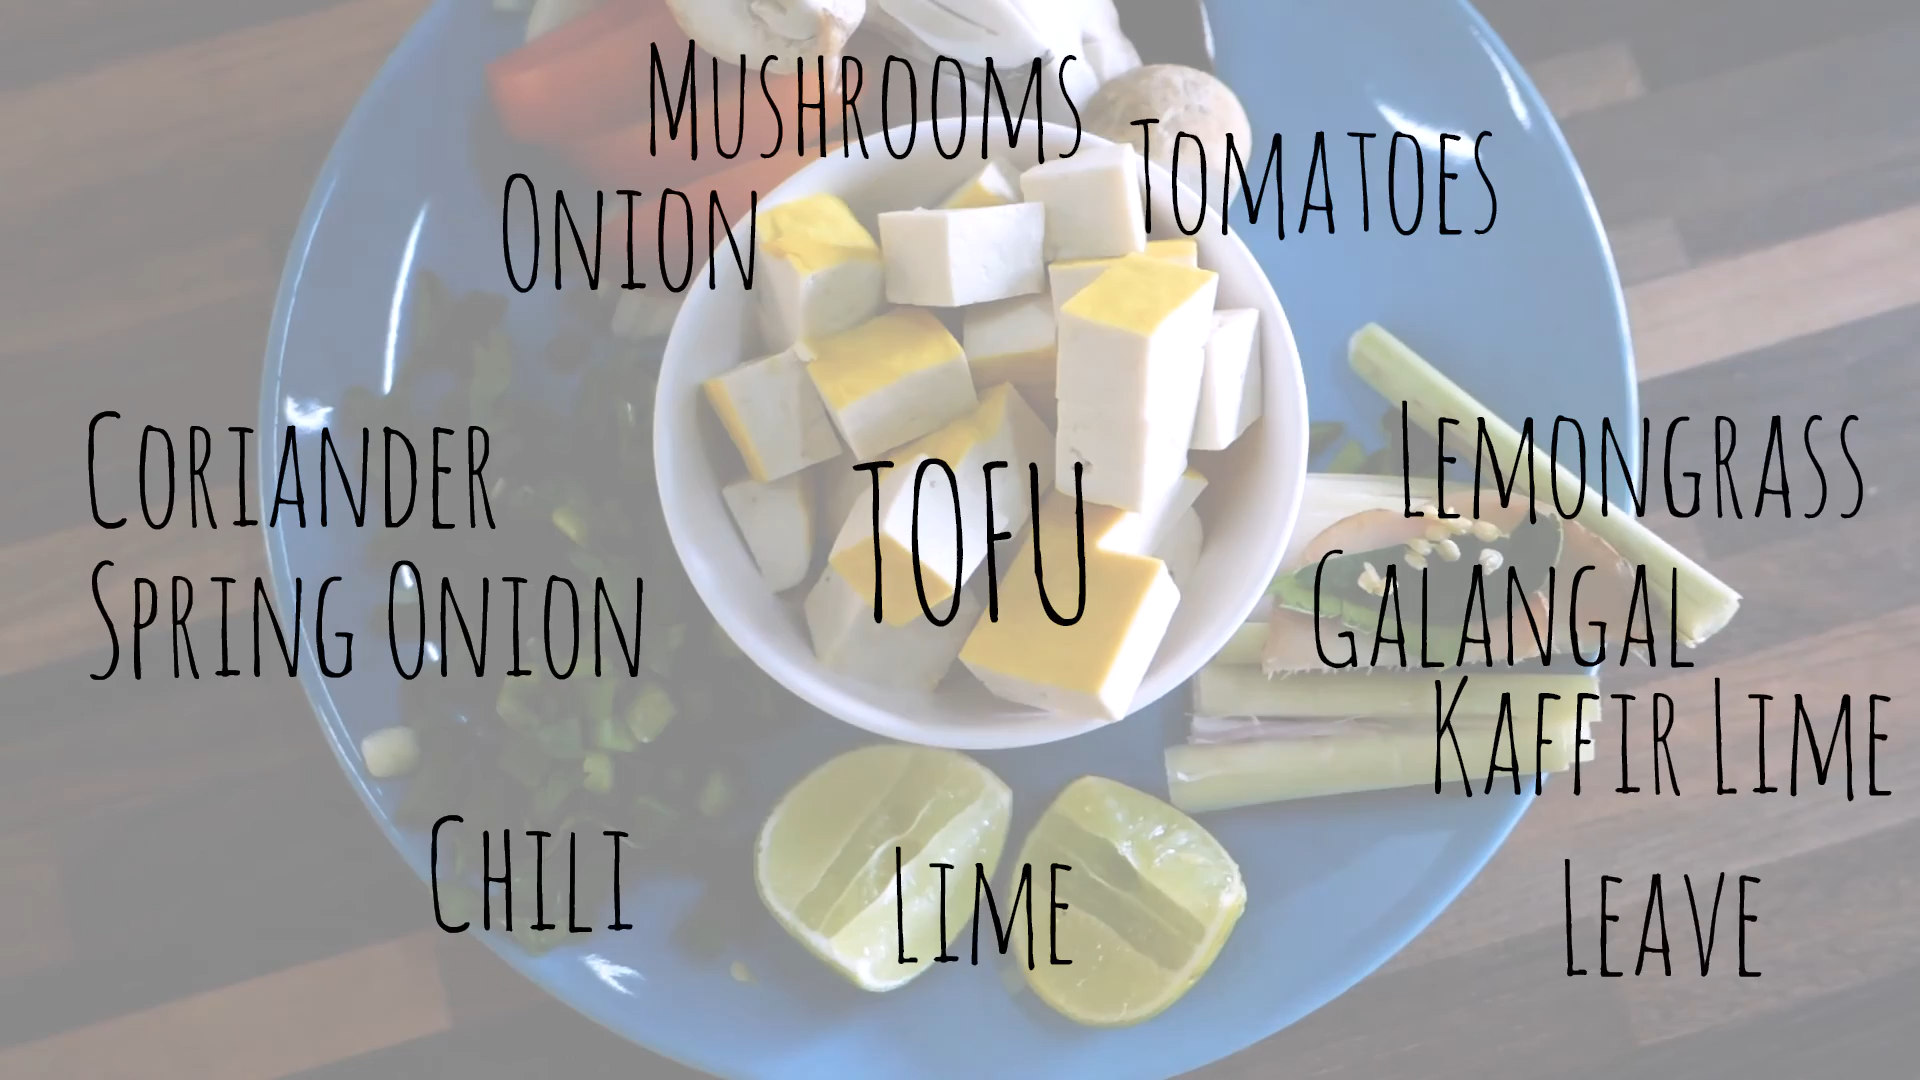 Mushrooms
Tomatoes
Onion
Coriander
Spring Onion
Tofu
Lemongrass
Galangal
Kaffir Lime
Leave
Chili
Lime